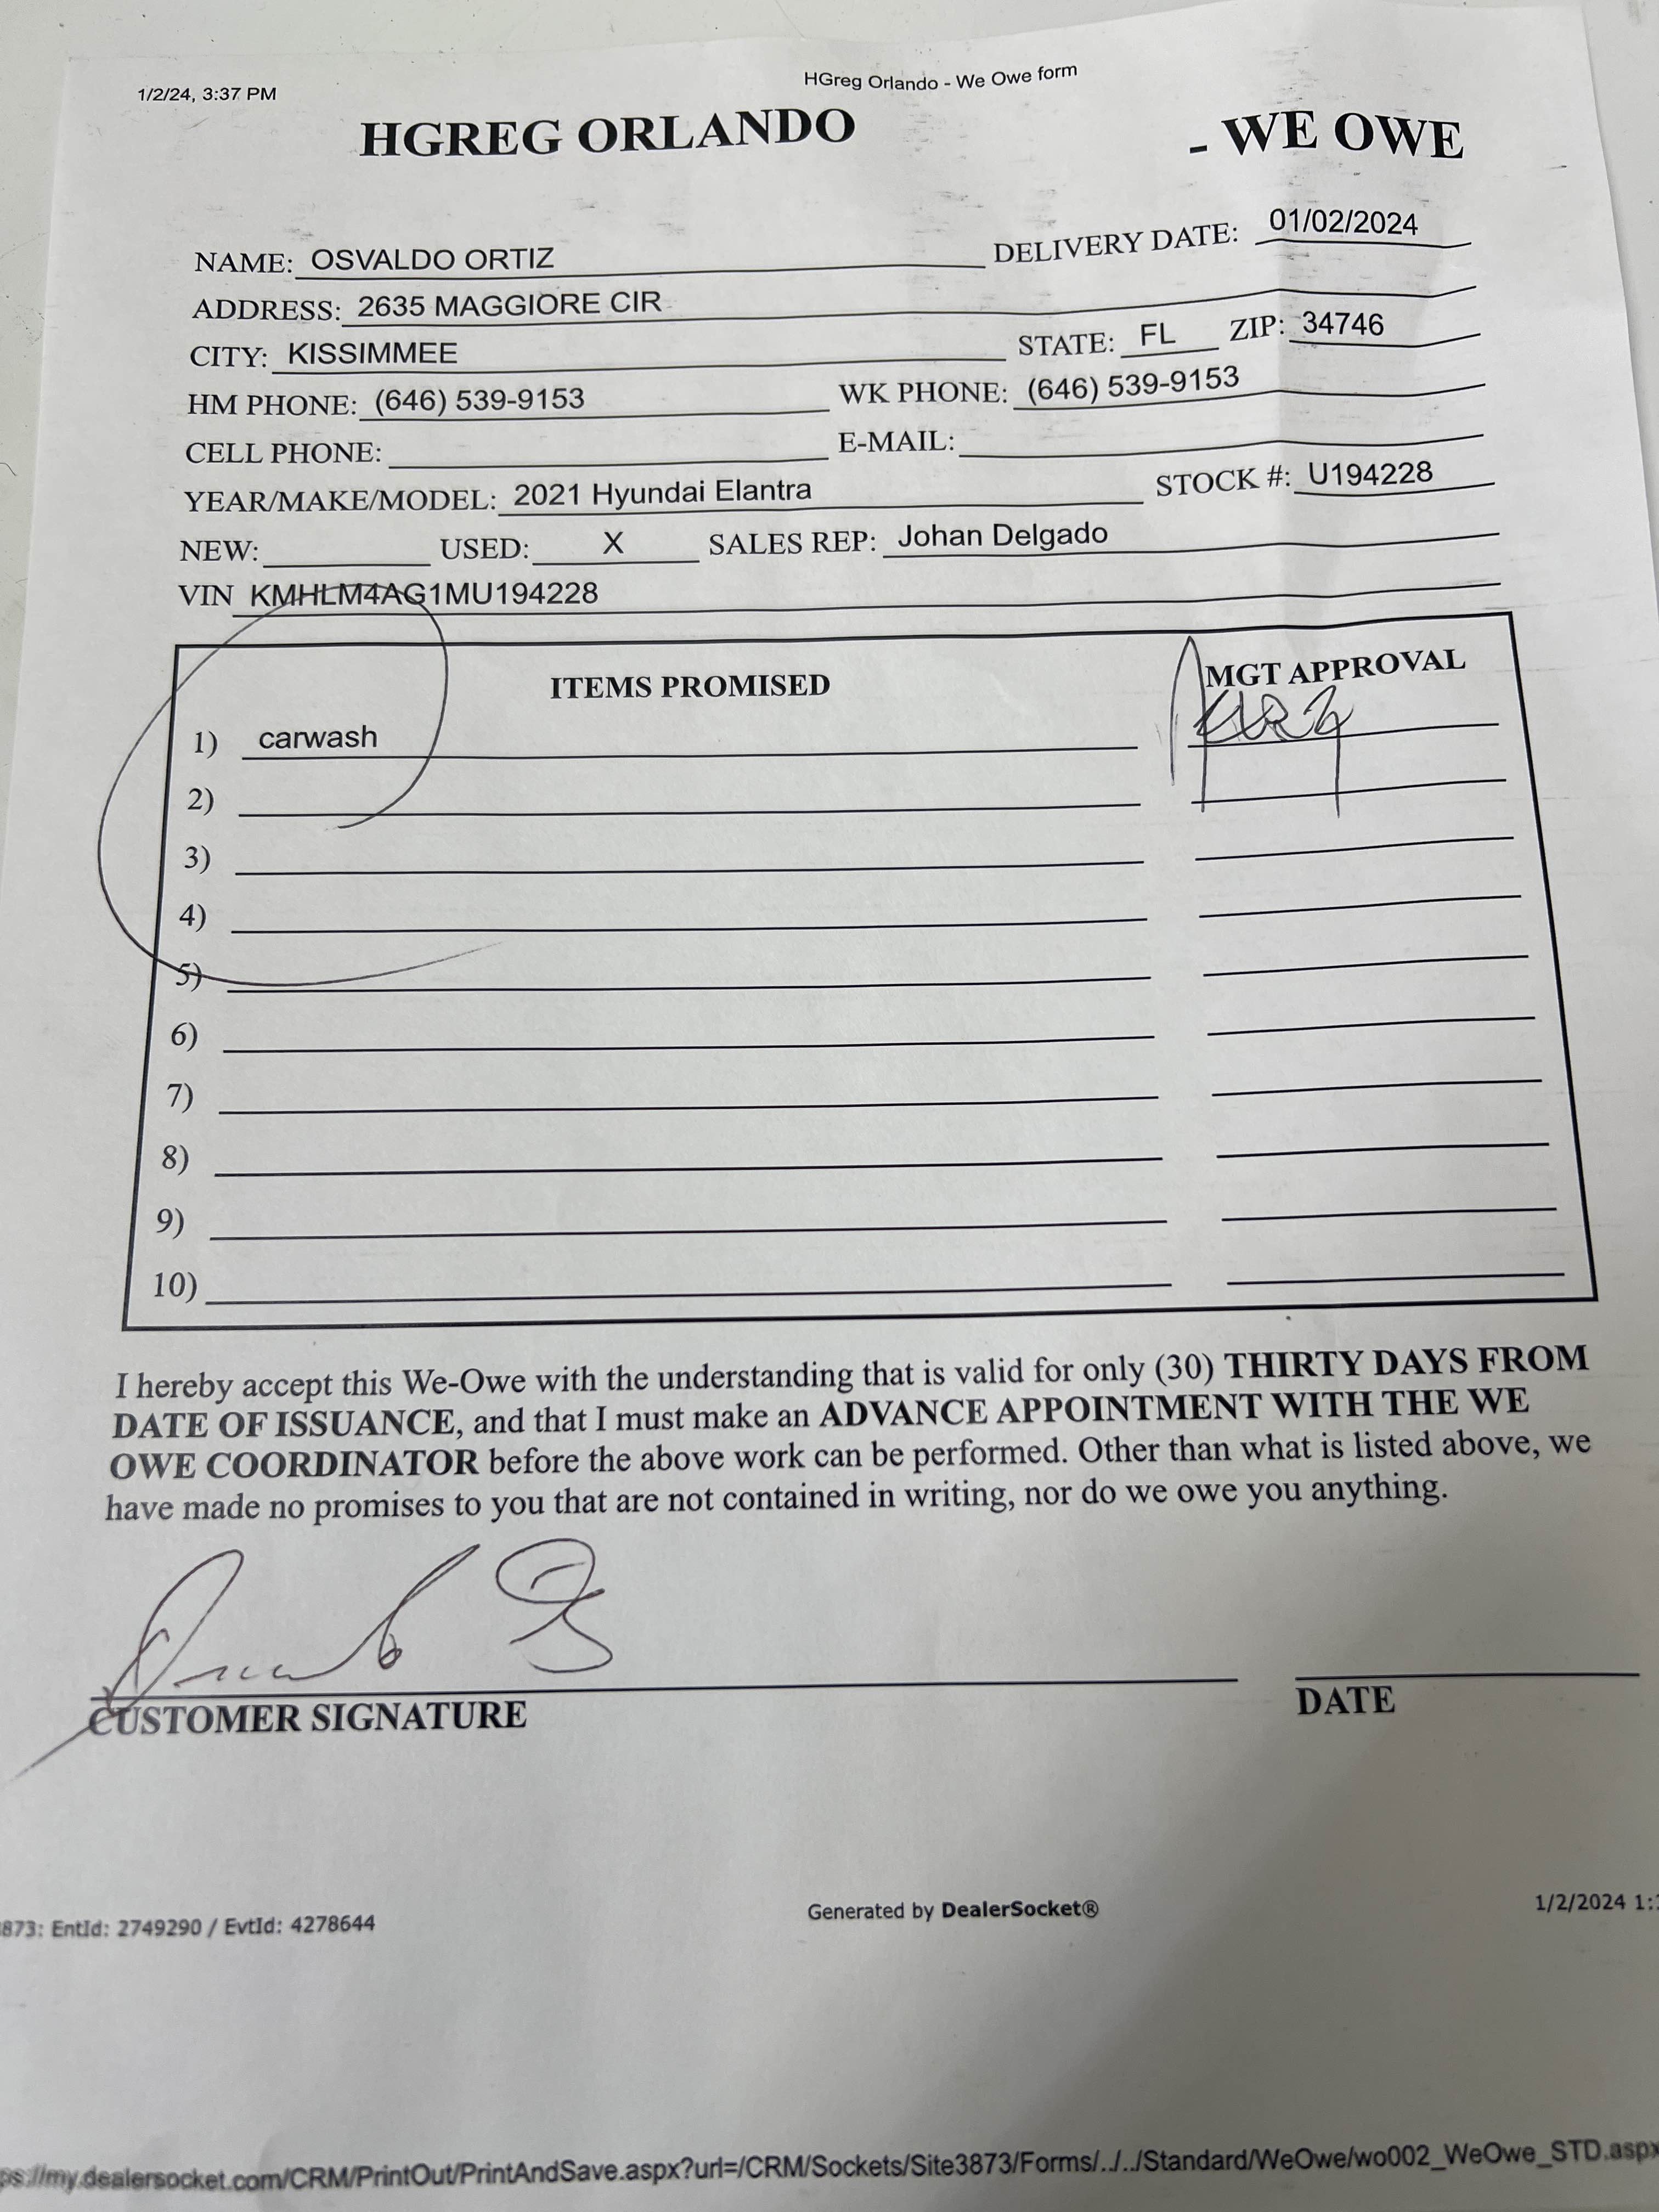 1/2/24, 3:37 PM HGreg Orlando - We Owe form
HGREG ORLANDO - WE OWE
NAME: OSVALDO ORTIZ DELIVERY DATE: 01/02/2024
ADDRESS: 2635 MAGGIORE CIR
CITY: KISSIMMEE STATE: FL ZIP: 34746
HM PHONE: (646) 539-9153 WK PHONE: (646) 539-9153
CELL PHONE: E-MAIL:
YEAR/MAKE/MODEL: 2021 Hyundai Elantra STOCK #: U194228
NEW: USED: X SALES REP: Johan Delgado
VIN KMHLM4AG1MU194228
ITEMS PROMISED MGT APPROVAL
1) carwash
2)
3)
4)
5)
6)
7)
8)
9)
10)
I hereby accept this We-Owe with the understanding that is valid for only (30) THIRTY DAYS FROM
DATE OF ISSUANCE, and that I must make an ADVANCE APPOINTMENT WITH THE WE
OWE COORDINATOR before the above work can be performed. Other than what is listed above, we
have made no promises to you that are not contained in writing, nor do we owe you anything.
CUSTOMER SIGNATURE DATE
873: EntId: 2749290 / EvtId: 4278644 Generated by DealerSocket® 1/2/2024 1:
ps://my.dealersocket.com/CRM/PrintOut/PrintAndSave.aspx?url=/CRM/Sockets/Site3873/Forms/../../Standard/WeOwe/wo002_WeOwe_STD.aspx